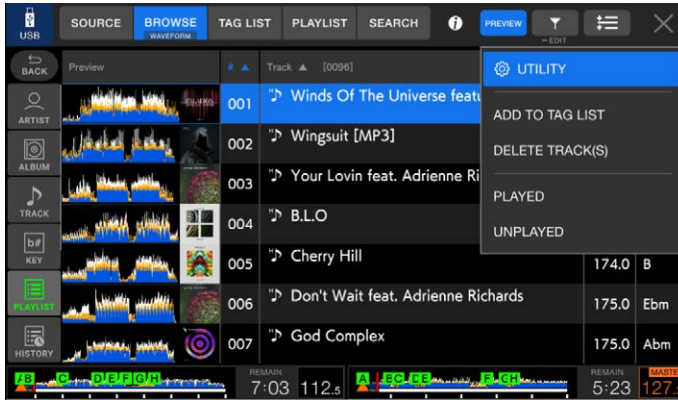 USB
SOURCE
BROWSE
WAVEFORM
TAG LIST
PLAYLIST
SEARCH
i
PREVIEW
EDIT
BACK
Preview
#
Track [0096]
UTILITY
ADD TO TAG LIST
DELETE TRACK(S)
PLAYED
UNPLAYED
ARTIST
ALBUM
TRACK
b#
KEY
PLAYLIST
HISTORY
001 Winds Of The Universe featu
002 Wingsuit [MP3]
003 Your Lovin feat. Adrienne Ri
004 B.L.O
005 Cherry Hill 174.0 B
006 Don't Wait feat. Adrienne Richards 175.0 Ebm
007 God Complex 175.0 Abm
B C D E F G H
REMAIN
7:03 112.5
A B C D E F G H
REMAIN
5:23
MASTE
127.